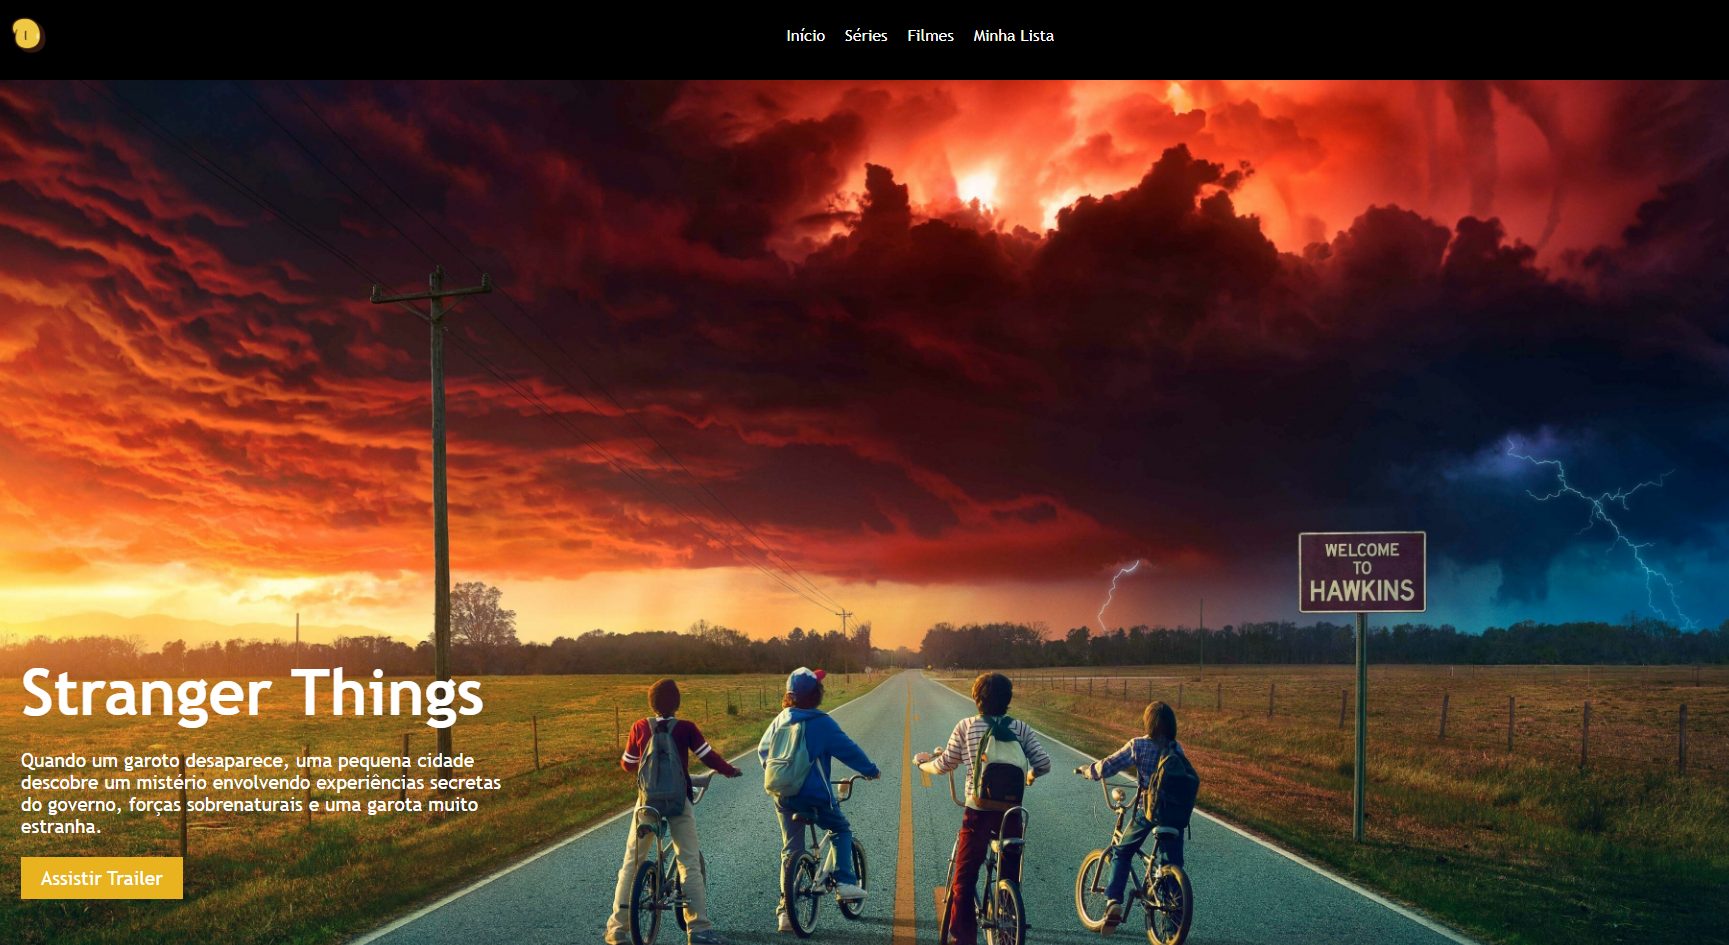 Início Séries Filmes Minha Lista
WELCOME
TO
HAWKINS
Stranger Things
Quando um garoto desaparece, uma pequena cidade
descobre um mistério envolvendo experiências secretas
do governo, forças sobrenaturais e uma garota muito
estranha.
Assistir Trailer